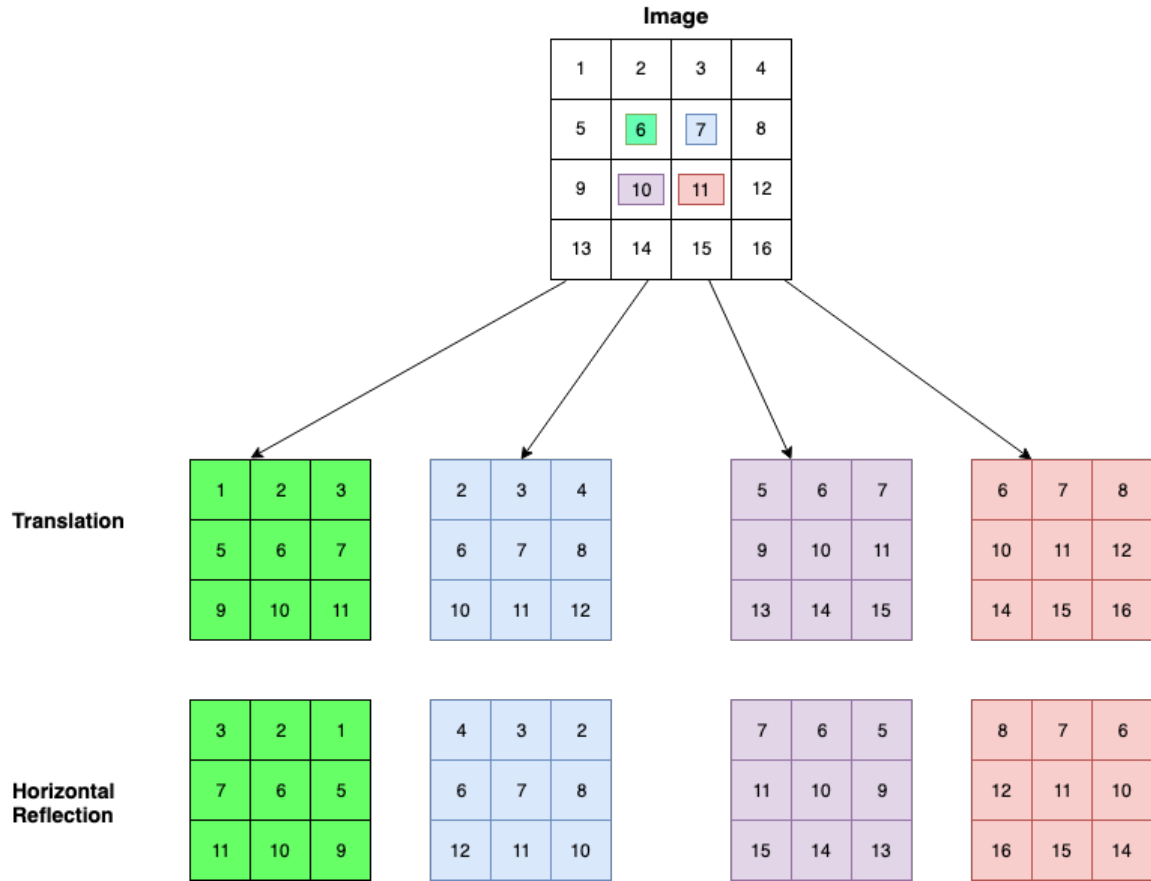 Image
1 2 3 4
5 6 7 8
9 10 11 12
13 14 15 16
1 2 3 2 3 4 5 6 7 6 7 8
Translation
5 6 7 6 7 8 9 10 11 10 11 12
9 10 11 10 11 12 13 14 15 14 15 16
3 2 1 4 3 2 7 6 5 8 7 6
Horizontal
Reflection
7 6 5 6 7 8 11 10 9 12 11 10
11 10 9 12 11 10 15 14 13 16 15 14